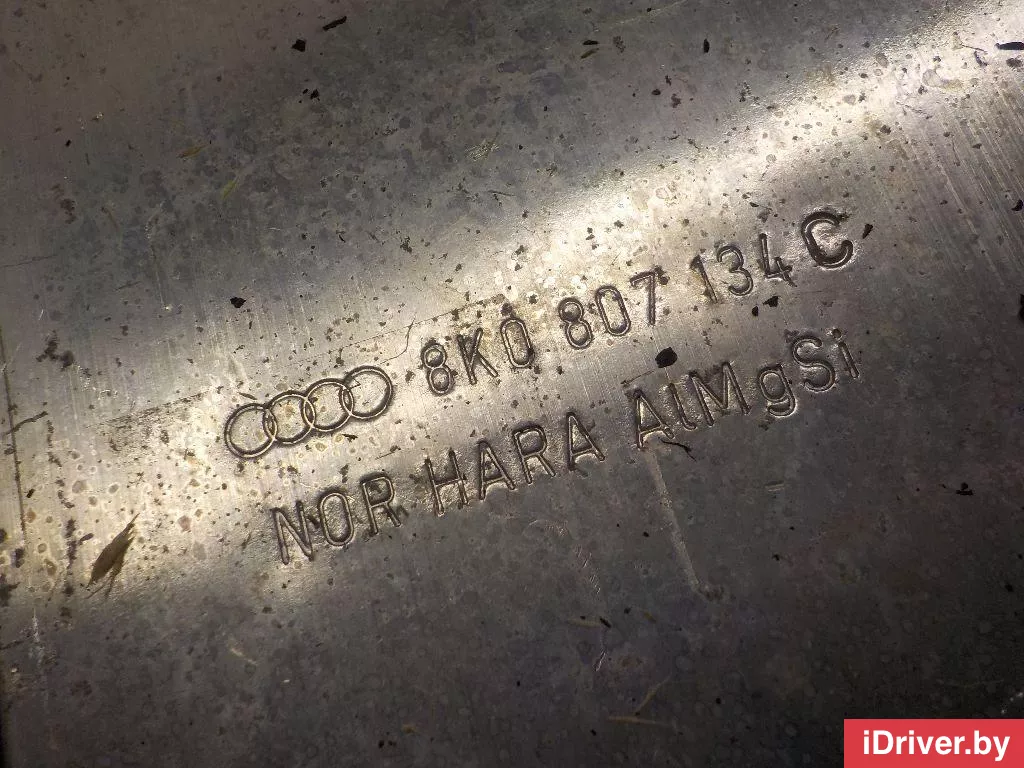 8K0 807 134 C
NOR HARA AlMgSi
iDriver.by